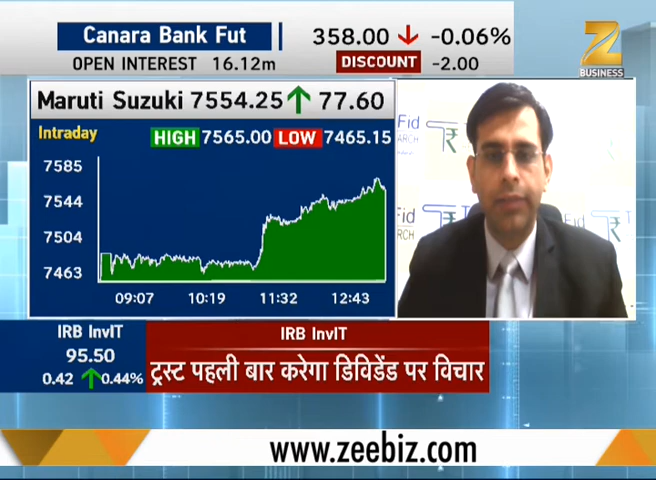 Canara Bank Fut 358.00 -0.06%
OPEN INTEREST 16.12m DISCOUNT -2.00
Z
BUSINESS
Maruti Suzuki 7554.25 77.60
Intraday HIGH 7565.00 LOW 7465.15
7585
7544
7504
7463
09:07 10:19 11:32 12:43
Fid
ARCH
Fid
RCH
Fid
IRB InvIT
95.50
0.42 0.44%
IRB InvIT
ट्रस्ट पहली बार करेगा डिविडेंड पर विचार
www.zeebiz.com